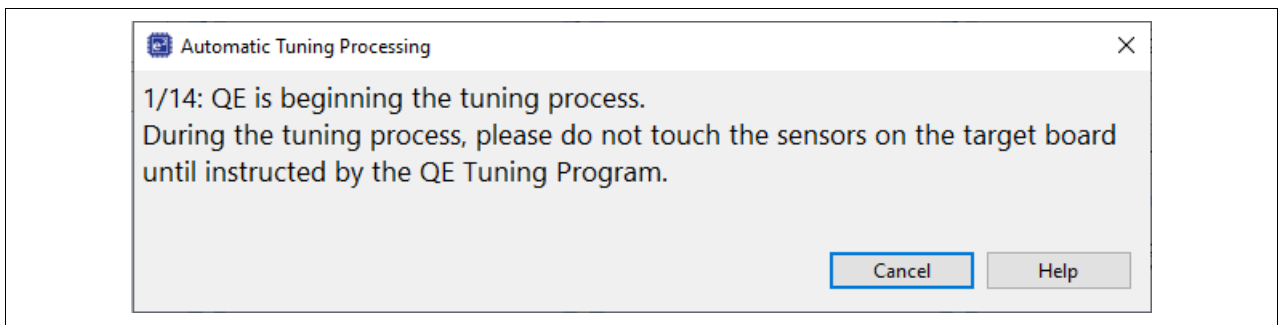 Automatic Tuning Processing
1/14: QE is beginning the tuning process.
During the tuning process, please do not touch the sensors on the target board
until instructed by the QE Tuning Program.
Cancel Help